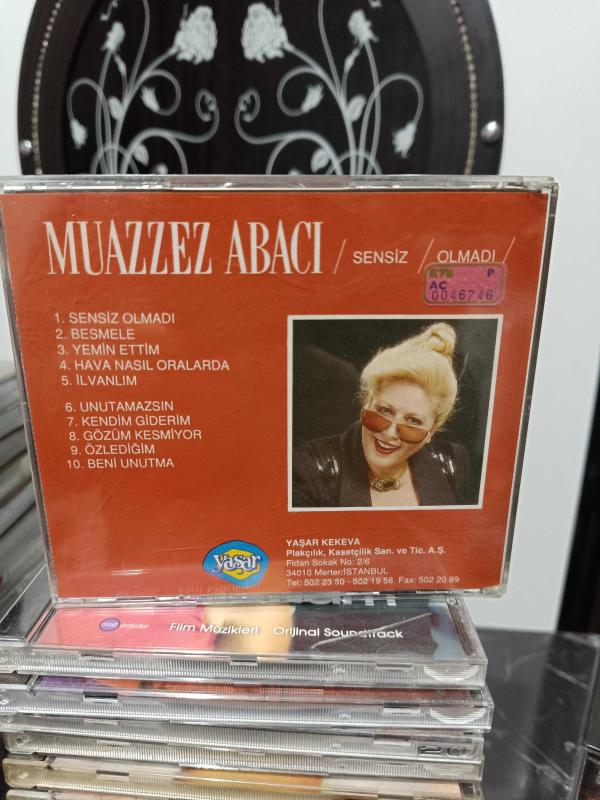 MUAZZEZ ABACI / SENSİZ / OLMADI /
P
AC
0046746
1. SENSİZ OLMADI
2. BESMELE
3. YEMİN ETTİM
4. HAVA NASIL ORALARDA
5. İLVANLIM
6. UNUTAMAZSIN
7. KENDİM GİDERİM
8. GÖZÜM KESMİYOR
9. ÖZLEDİĞİM
10. BENİ UNUTMA
yaşar
YAŞAR KEKEVA
Plakçılık, Kasetçilik San. ve Tic. A.Ş.
Fidan Sokak No: 2/6
34010 Merter/İSTANBUL
Tel: 502 23 50 - 502 19 56 Fax: 502 20 89
Film Müzikleri Orijinal Soundtrack